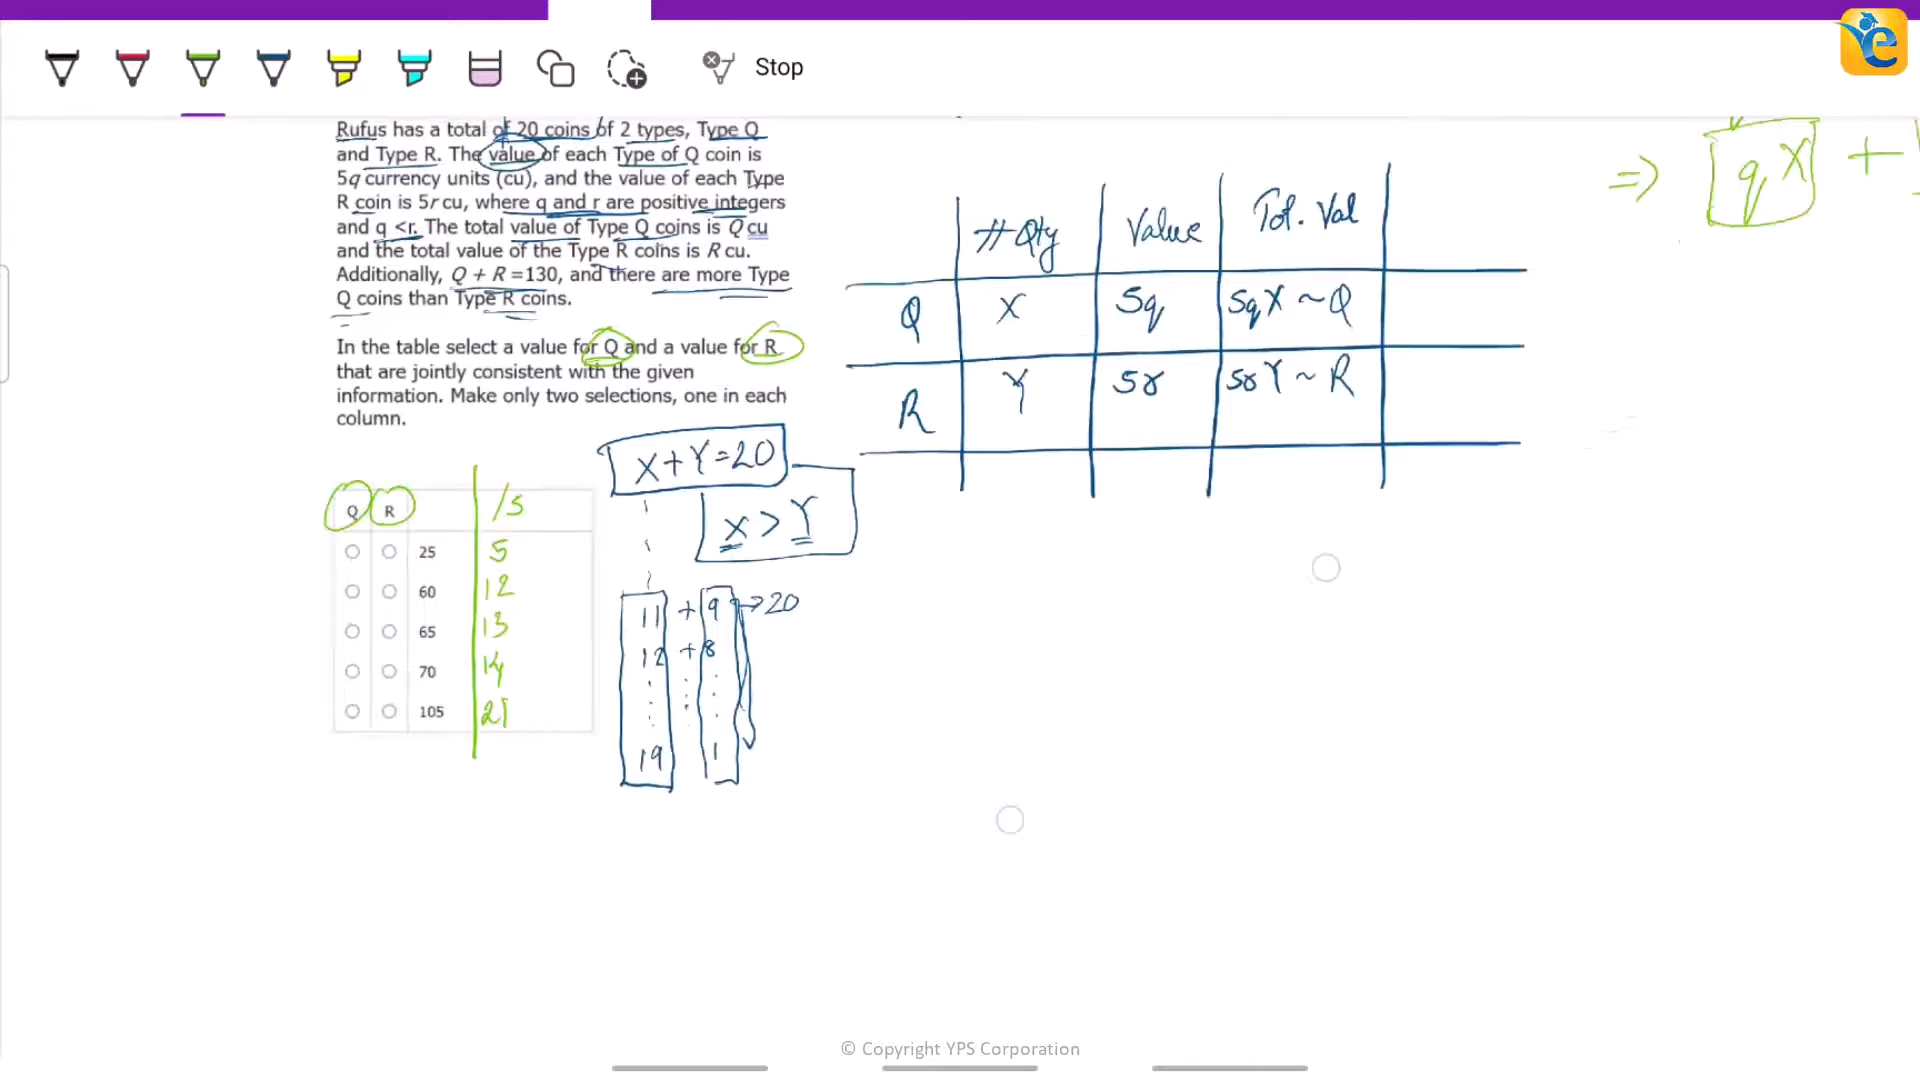 Stop
Rufus has a total of 20 coins of 2 types, Type Q
and Type R. The value of each Type of Q coin is
5q currency units (cu), and the value of each Type
R coin is 5r cu, where q and r are positive integers
and q <r. The total value of Type Q coins is Q cu
and the total value of the Type R coins is R cu.
Additionally, Q + R =130, and there are more Type
Q coins than Type R coins.
In the table select a value for Q and a value for R
that are jointly consistent with the given
information. Make only two selections, one in each
column.
Q R /5
25 5
60 12
65 13
70 14
105 21
X+Y=20
X > Y
11 + 9 → 20
12 + 8
19 1
#Qty Value Tot. Val
Q X 5q 5qX ~ Q
R Y 5r 5rY ~ R
=> qX +
© Copyright YPS Corporation